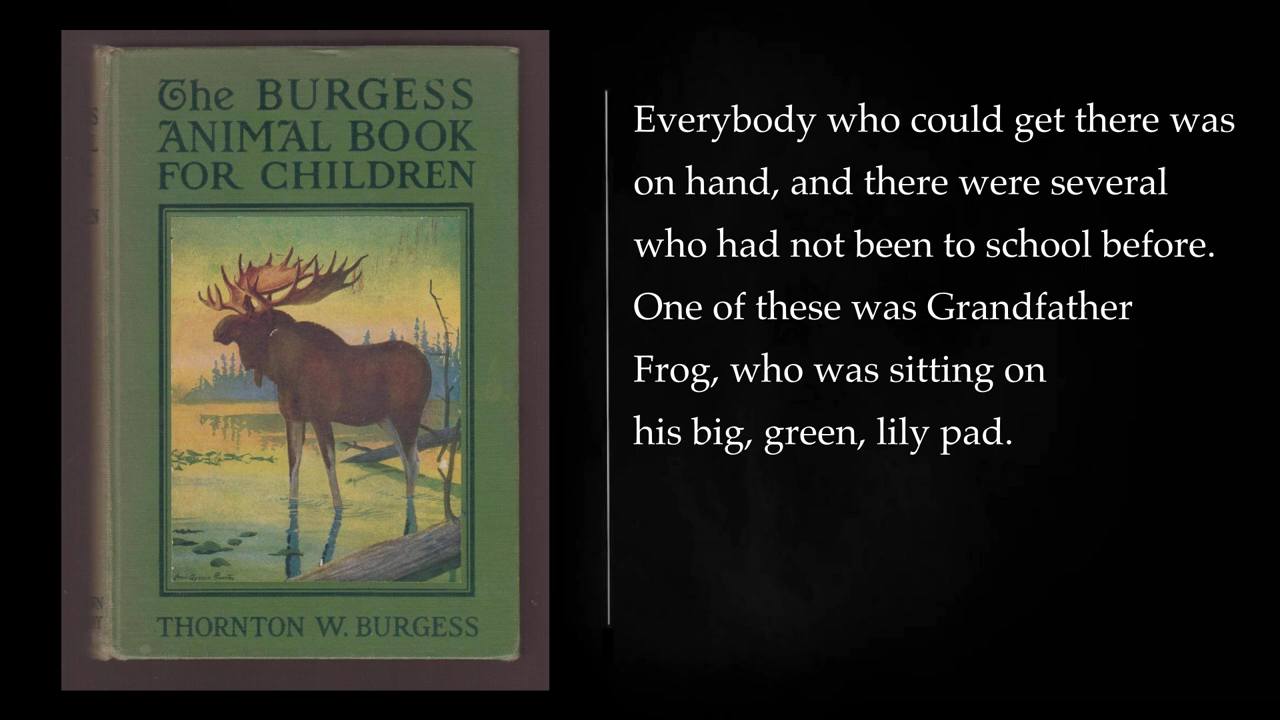 The BURGESS
ANIMAL BOOK
FOR CHILDREN
THORNTON W. BURGESS
Everybody who could get there was
on hand, and there were several
who had not been to school before.
One of these was Grandfather
Frog, who was sitting on
his big, green, lily pad.